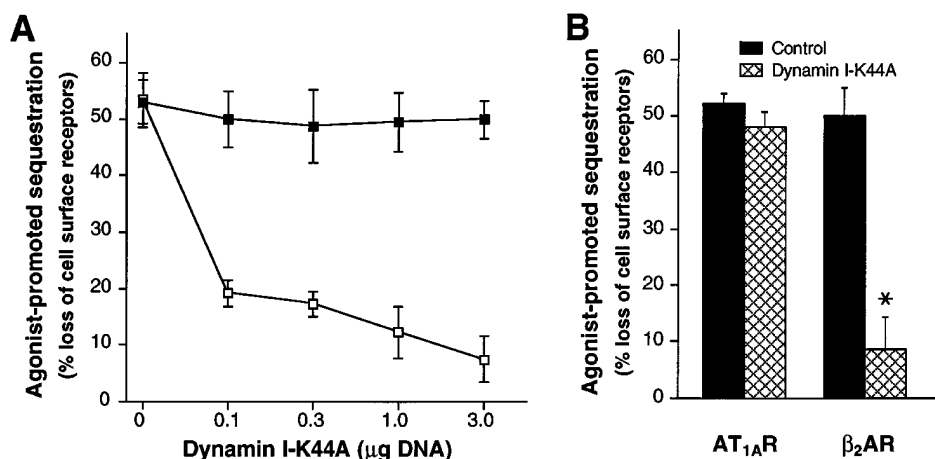 A
Agonist-promoted sequestration
(% loss of cell surface receptors)
60
50
40
30
20
10
0
0
0.1
0.3
1.0
3.0
Dynamin I-K44A (µg DNA)
B
Agonist-promoted sequestration
(% loss of cell surface receptors)
60
50
40
30
20
10
0
Control
Dynamin I-K44A
*
AT₁ₐR
β₂AR